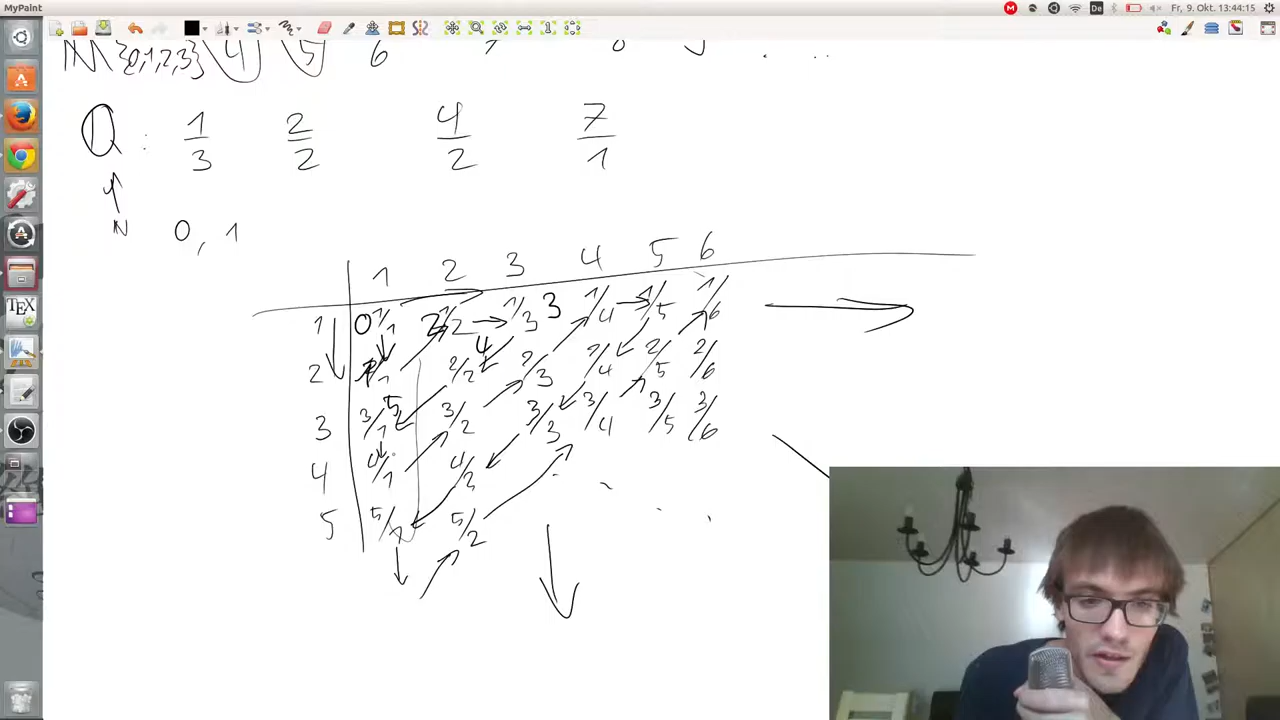 MyPaint
De
Fr, 9. Okt. 13:44:15
N {0,1,2,3} 4 5 6
Q : 1/3 2/2 4/2 7/1
N 0, 1
1 2 3 4 5 6
1 0 1/1 2 1/2 1/3 3 1/4 1/5 1/6
2 4 2/2 2/3 2/4 2/5 2/6
3 3/1 5 3/2 3/3 3/4 3/5 3/6
4 4/1 4/2
5 5/1 5/2
TEX